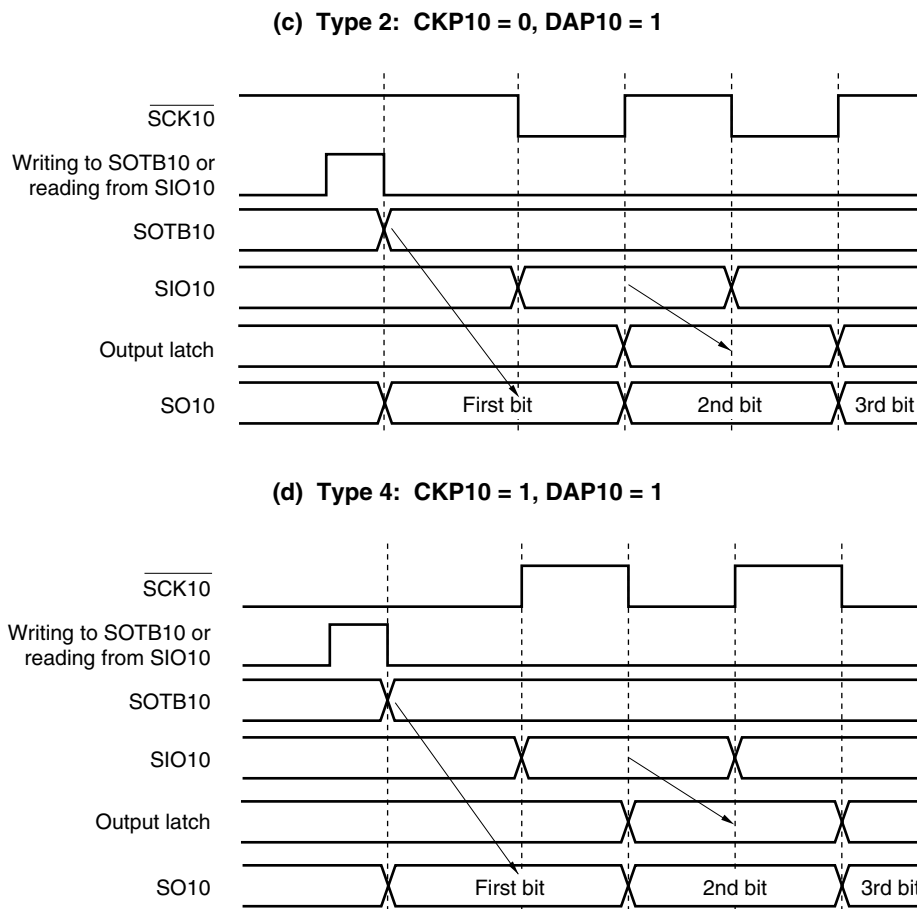 (c) Type 2: CKP10 = 0, DAP10 = 1
SCK10
Writing to SOTB10 or
reading from SIO10
SOTB10
SIO10
Output latch
SO10
First bit
2nd bit
3rd bit
(d) Type 4: CKP10 = 1, DAP10 = 1
SCK10
Writing to SOTB10 or
reading from SIO10
SOTB10
SIO10
Output latch
SO10
First bit
2nd bit
3rd bit